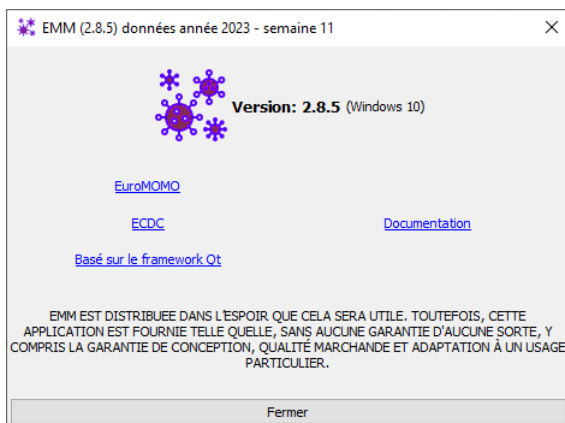 EMM (2.8.5) données année 2023 - semaine 11
Version: 2.8.5 (Windows 10)
EuroMOMO
ECDC Documentation
Basé sur le framework Qt
EMM EST DISTRIBUEE DANS L'ESPOIR QUE CELA SERA UTILE. TOUTEFOIS, CETTE
APPLICATION EST FOURNIE TELLE QUELLE, SANS AUCUNE GARANTIE D'AUCUNE SORTE, Y
COMPRIS LA GARANTIE DE CONCEPTION, QUALITÉ MARCHANDE ET ADAPTATION À UN USAGE
PARTICULIER.
Fermer